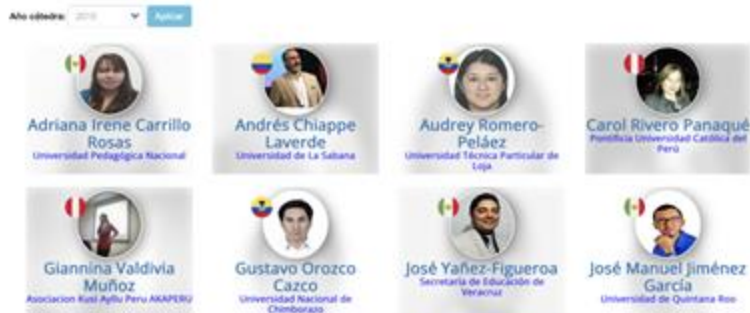 Año cátedra: 2019 Aplicar
Adriana Irene Carrillo
Rosas
Universidad Pedagógica Nacional
Andrés Chiappe
Laverde
Universidad de La Sabana
Audrey Romero-
Peláez
Universidad Técnica Particular de
Loja
Carol Rivero Panaqué
Pontificia Universidad Católica del
Perú
Giannina Valdivia
Muñoz
Asociacion Kusi Ayllu Peru AKAPERU
Gustavo Orozco
Cazco
Universidad Nacional de
Chimborazo
José Yañez-Figueroa
Secretaría de Educación de
Veracruz
José Manuel Jiménez
García
Universidad de Quintana Roo